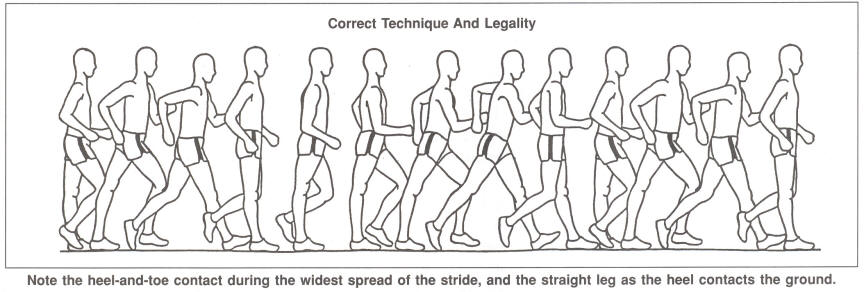 Correct Technique And Legality
Note the heel-and-toe contact during the widest spread of the stride, and the straight leg as the heel contacts the ground.